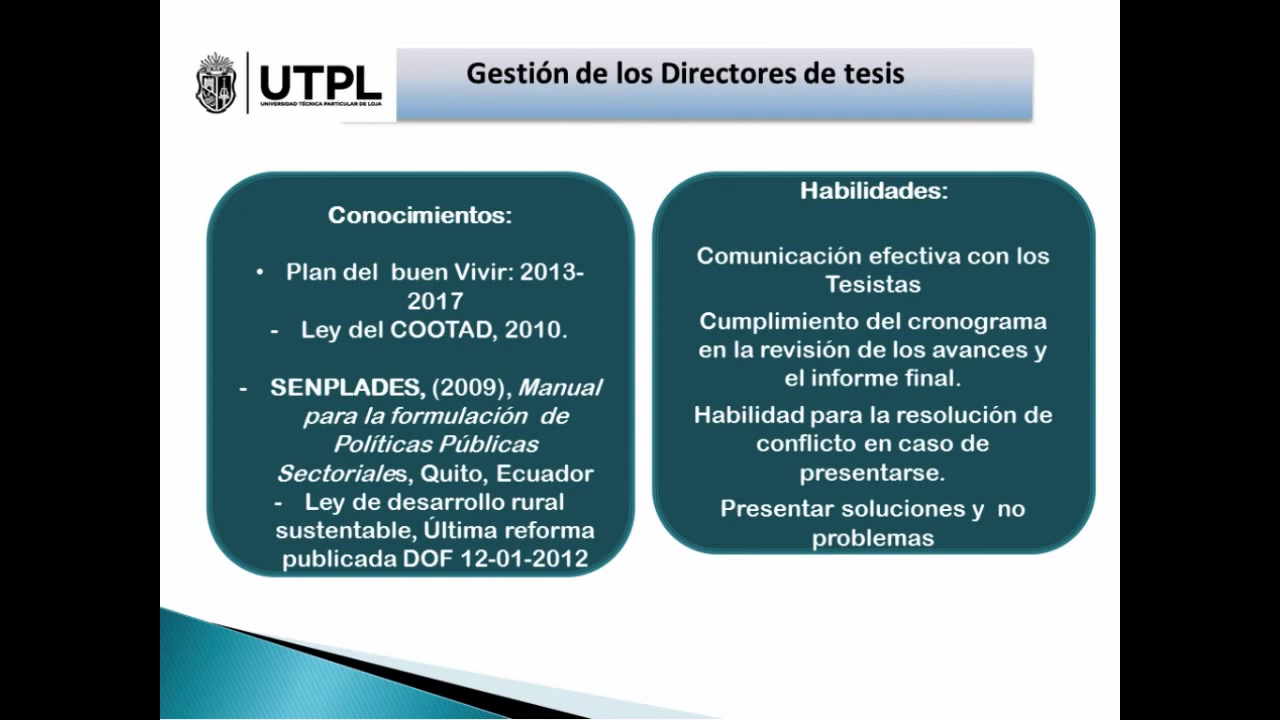 UTPL
UNIVERSIDAD TÉCNICA PARTICULAR DE LOJA
Gestión de los Directores de tesis
Conocimientos:
• Plan del buen Vivir: 2013-
2017
- Ley del COOTAD, 2010.
- SENPLADES, (2009), Manual
para la formulación de
Políticas Públicas
Sectoriales, Quito, Ecuador
- Ley de desarrollo rural
sustentable, Última reforma
publicada DOF 12-01-2012
Habilidades:
Comunicación efectiva con los
Tesistas
Cumplimiento del cronograma
en la revisión de los avances y
el informe final.
Habilidad para la resolución de
conflicto en caso de
presentarse.
Presentar soluciones y no
problemas